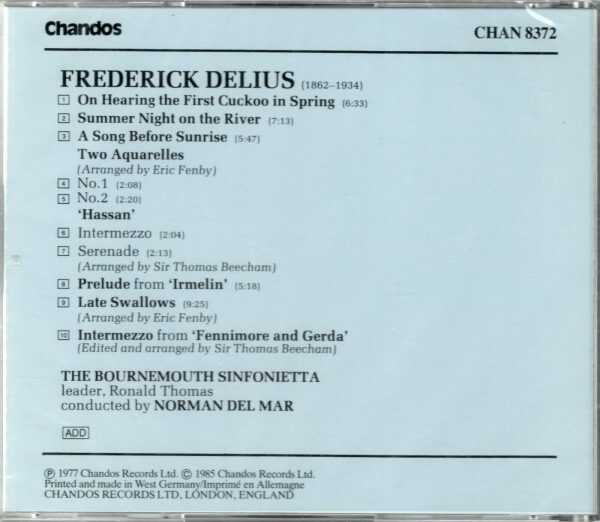 Chandos
CHAN 8372
FREDERICK DELIUS (1862–1934)
1 On Hearing the First Cuckoo in Spring (6:33)
2 Summer Night on the River (7:13)
3 A Song Before Sunrise (5:47)
Two Aquarelles
(Arranged by Eric Fenby)
4 No.1 (2:08)
5 No.2 (2:20)
‘Hassan’
6 Intermezzo (2:04)
7 Serenade (2:13)
(Arranged by Sir Thomas Beecham)
8 Prelude from ‘Irmelin’ (5:18)
9 Late Swallows (9:25)
(Arranged by Eric Fenby)
10 Intermezzo from ‘Fennimore and Gerda’
(Edited and arranged by Sir Thomas Beecham)
THE BOURNEMOUTH SINFONIETTA
leader, Ronald Thomas
conducted by NORMAN DEL MAR
ADD
Ⓟ 1977 Chandos Records Ltd. © 1985 Chandos Records Ltd.
Printed and made in West Germany/Imprimé en Allemagne
CHANDOS RECORDS LTD, LONDON, ENGLAND